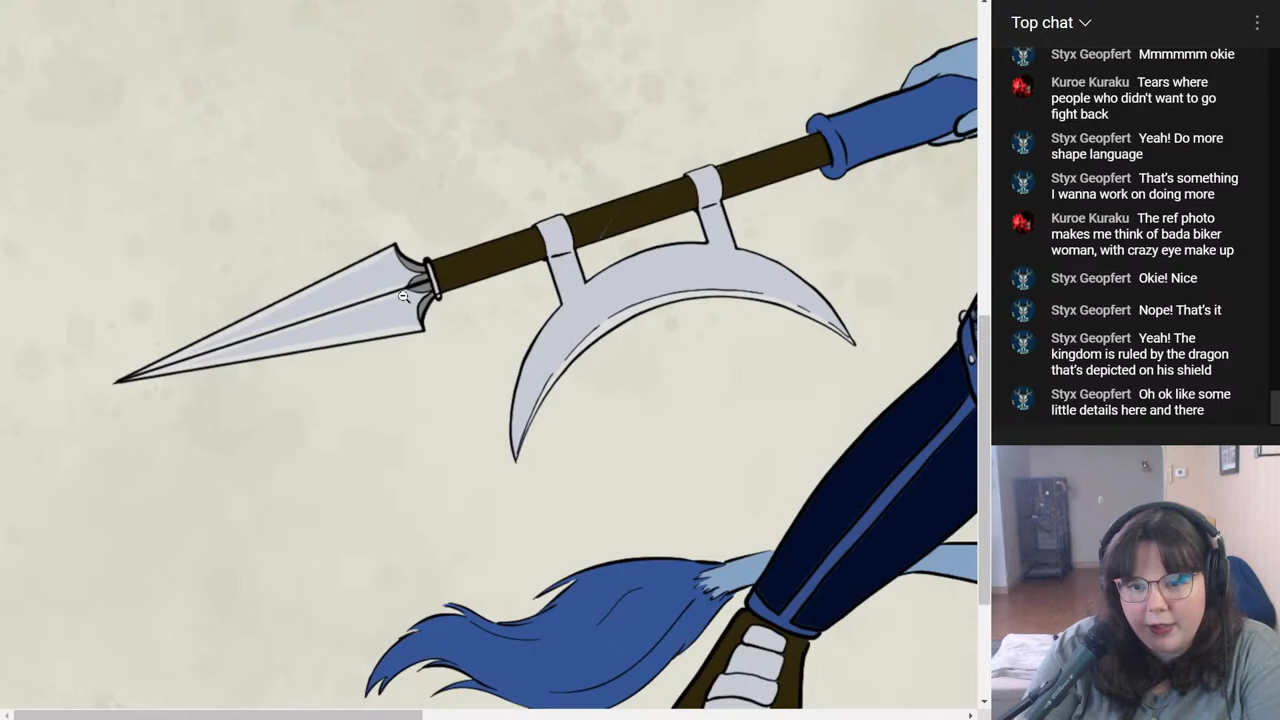 Top chat
Styx Geopfert Mmmmmm okie
Kuroe Kuraku Tears where
people who didn't want to go
fight back
Styx Geopfert Yeah! Do more
shape language
Styx Geopfert That's something
I wanna work on doing more
Kuroe Kuraku The ref photo
makes me think of bada biker
woman, with crazy eye make up
Styx Geopfert Okie! Nice
Styx Geopfert Nope! That's it
Styx Geopfert Yeah! The
kingdom is ruled by the dragon
that's depicted on his shield
Styx Geopfert Oh ok like some
little details here and there